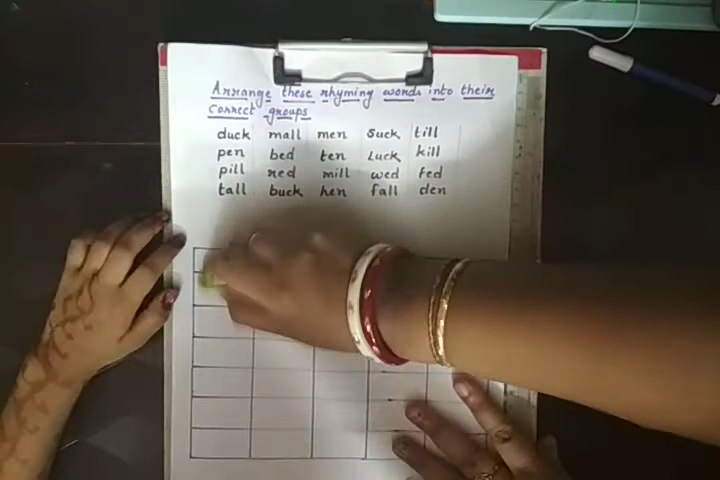 Arrange these rhyming words into their
correct groups
duck mall men suck till
pen bed ten Luck kill
pill red mill wed fed
tall buck hen fall den